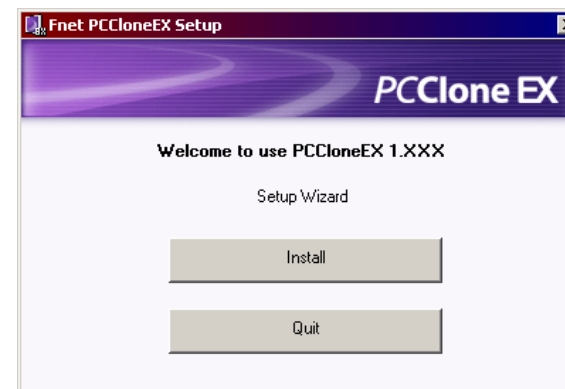 Fnet PCCloneEX Setup
PCClone EX
Welcome to use PCCloneEX 1.XXX
Setup Wizard
Install
Quit